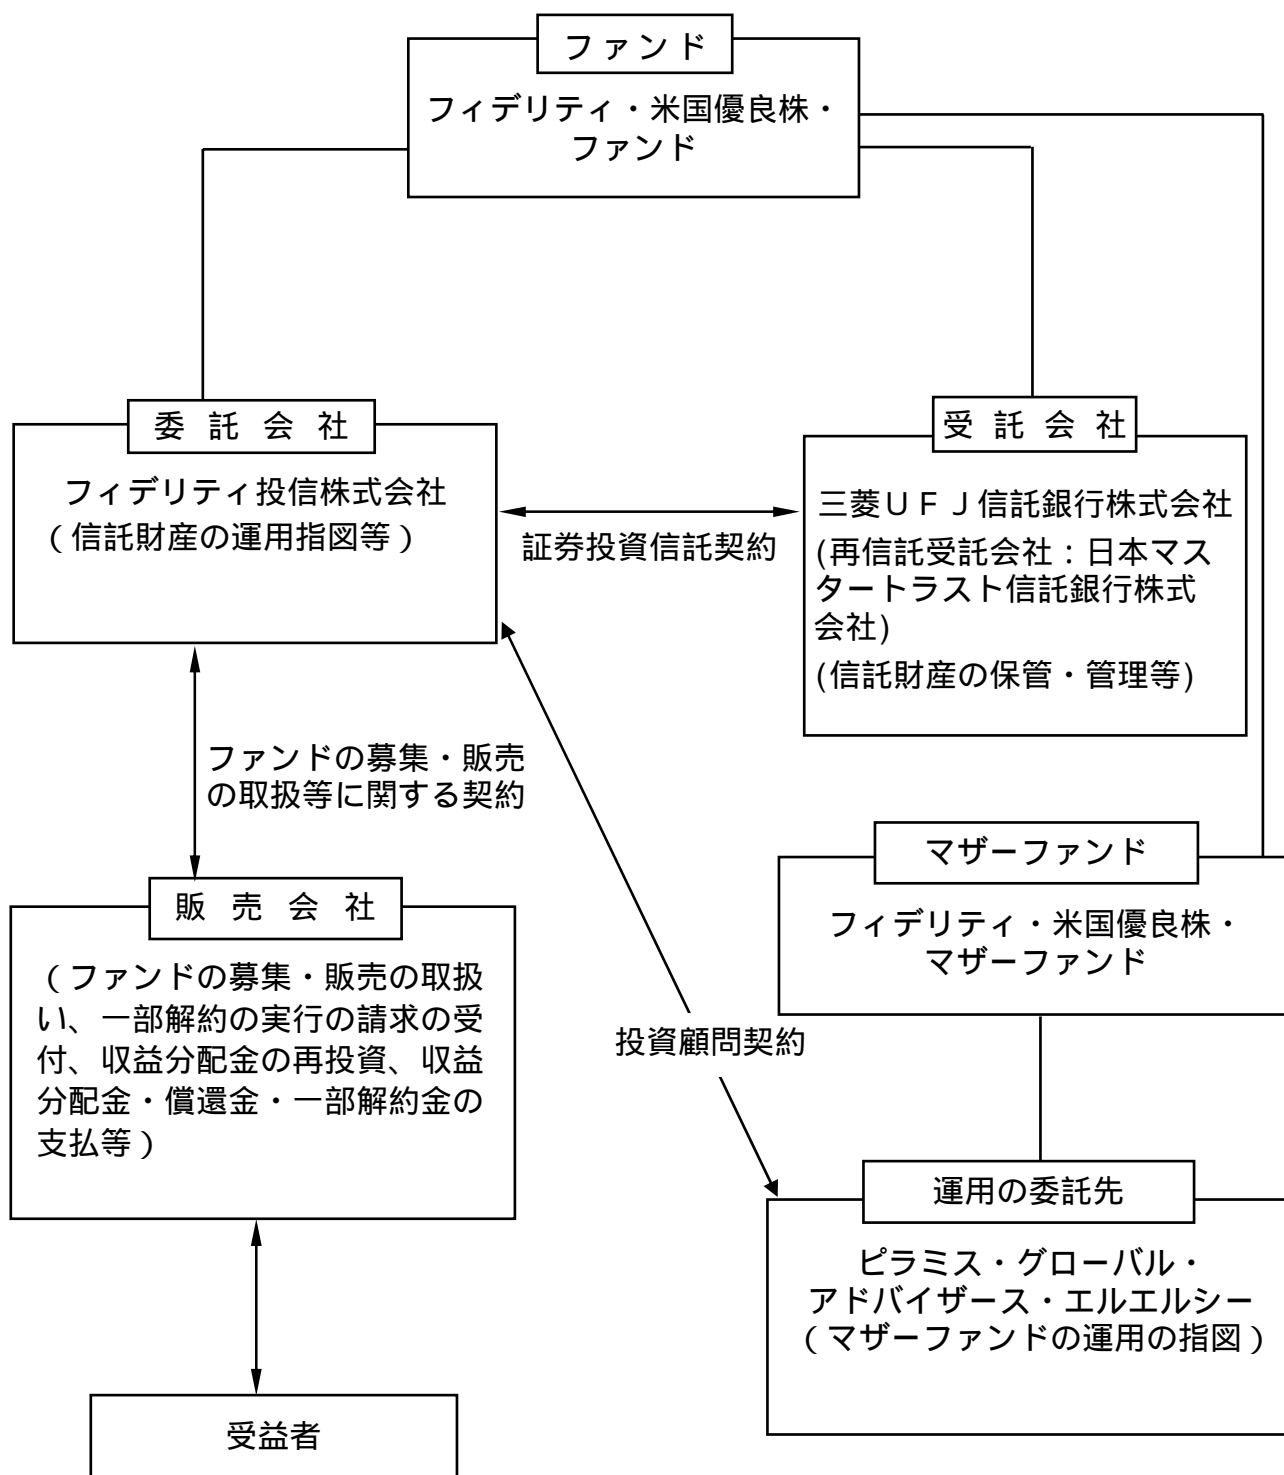 ファンド
フィデリティ・米国優良株・
ファンド
委託会社
フィデリティ投信株式会社
（信託財産の運用指図等）
証券投資信託契約
受託会社
三菱ＵＦＪ信託銀行株式会社
(再信託受託会社：日本マス
タートラスト信託銀行株式
会社)
(信託財産の保管・管理等)
ファンドの募集・販売
の取扱等に関する契約
マザーファンド
フィデリティ・米国優良株・
マザーファンド
販売会社
（ファンドの募集・販売の取扱
い、一部解約の実行の請求の受
付、収益分配金の再投資、収益
分配金・償還金・一部解約金の
支払等）
投資顧問契約
運用の委託先
ピラミス・グローバル・
アドバイザース・エルエルシー
（マザーファンドの運用の指図）
受益者